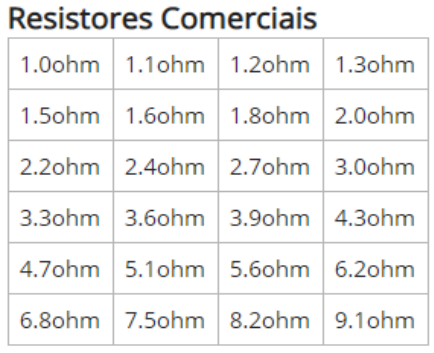 Resistores Comerciais
1.0ohm 1.1ohm 1.2ohm 1.3ohm
1.5ohm 1.6ohm 1.8ohm 2.0ohm
2.2ohm 2.4ohm 2.7ohm 3.0ohm
3.3ohm 3.6ohm 3.9ohm 4.3ohm
4.7ohm 5.1ohm 5.6ohm 6.2ohm
6.8ohm 7.5ohm 8.2ohm 9.1ohm